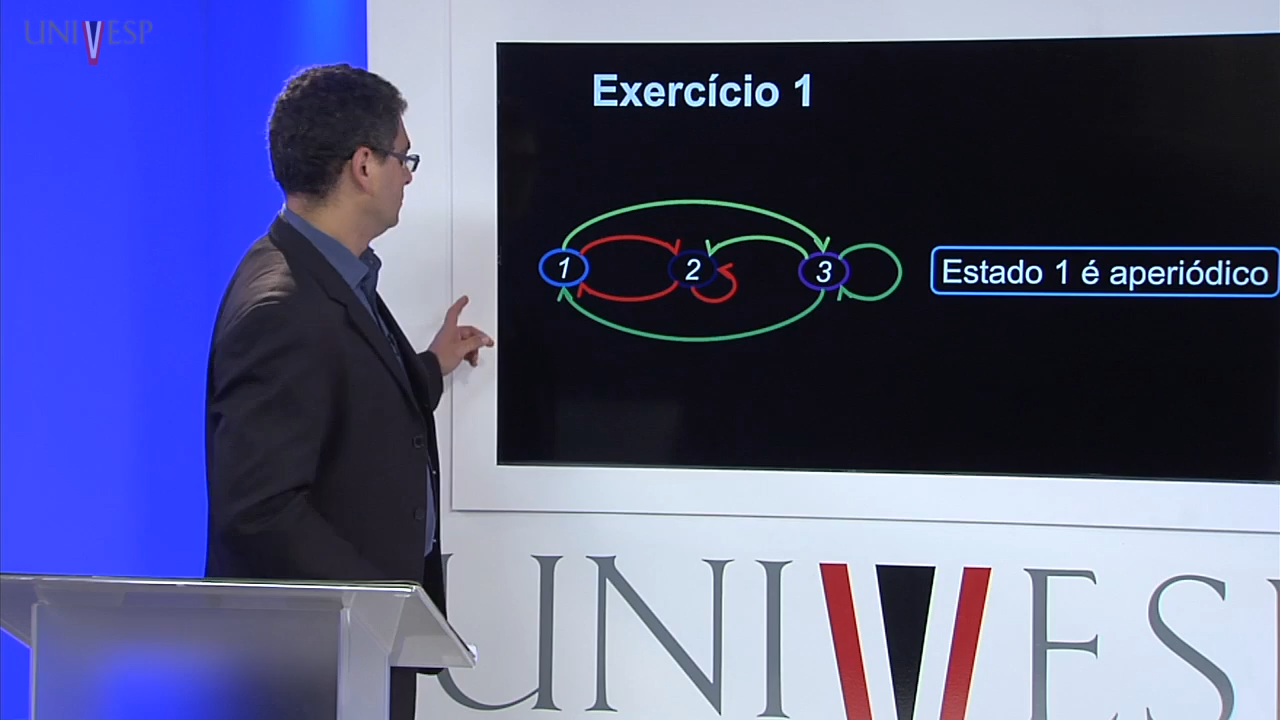 UNIVESP
Exercício 1
1
2
3
Estado 1 é aperiódico
UNIVESP